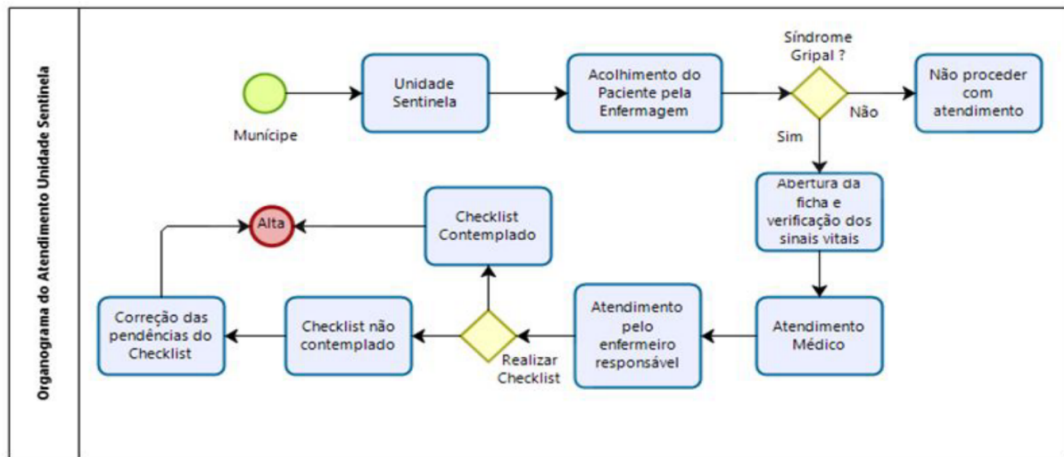 Organograma do Atendimento Unidade Sentinela
Munícipe
Unidade
Sentinela
Acolhimento do
Paciente pela
Enfermagem
Síndrome
Gripal ?
Não
Sim
Não proceder
com
atendimento
Abertura da
ficha e
verificação dos
sinais vitais
Atendimento
Médico
Atendimento
pelo
enfermeiro
responsável
Realizar
Checklist
Checklist
Contemplado
Checklist não
contemplado
Correção das
pendências do
Checklist
Alta